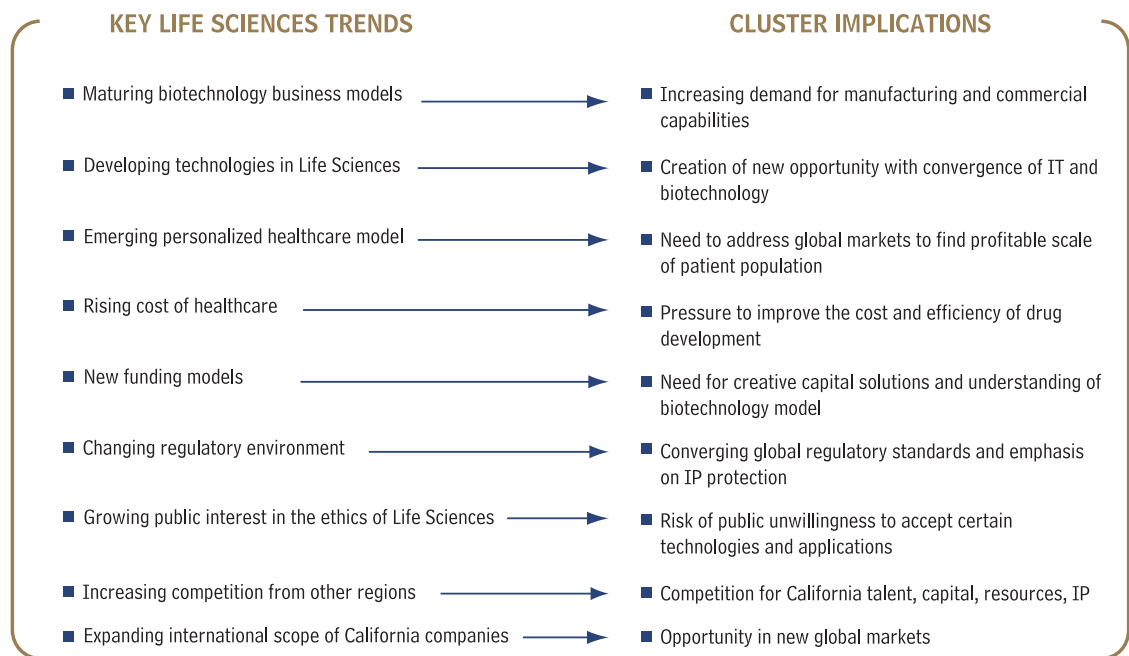 KEY LIFE SCIENCES TRENDS
CLUSTER IMPLICATIONS
Maturing biotechnology business models
Increasing demand for manufacturing and commercial
capabilities
Developing technologies in Life Sciences
Creation of new opportunity with convergence of IT and
biotechnology
Emerging personalized healthcare model
Need to address global markets to find profitable scale
of patient population
Rising cost of healthcare
Pressure to improve the cost and efficiency of drug
development
New funding models
Need for creative capital solutions and understanding of
biotechnology model
Changing regulatory environment
Converging global regulatory standards and emphasis
on IP protection
Growing public interest in the ethics of Life Sciences
Risk of public unwillingness to accept certain
technologies and applications
Increasing competition from other regions
Competition for California talent, capital, resources, IP
Expanding international scope of California companies
Opportunity in new global markets